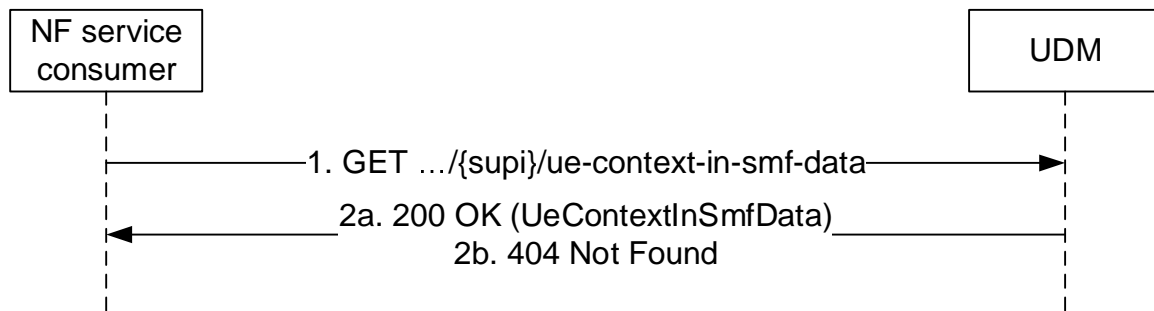 NF service
consumer
UDM
1. GET …/{supi}/ue-context-in-smf-data
2a. 200 OK (UeContextInSmfData)
2b. 404 Not Found